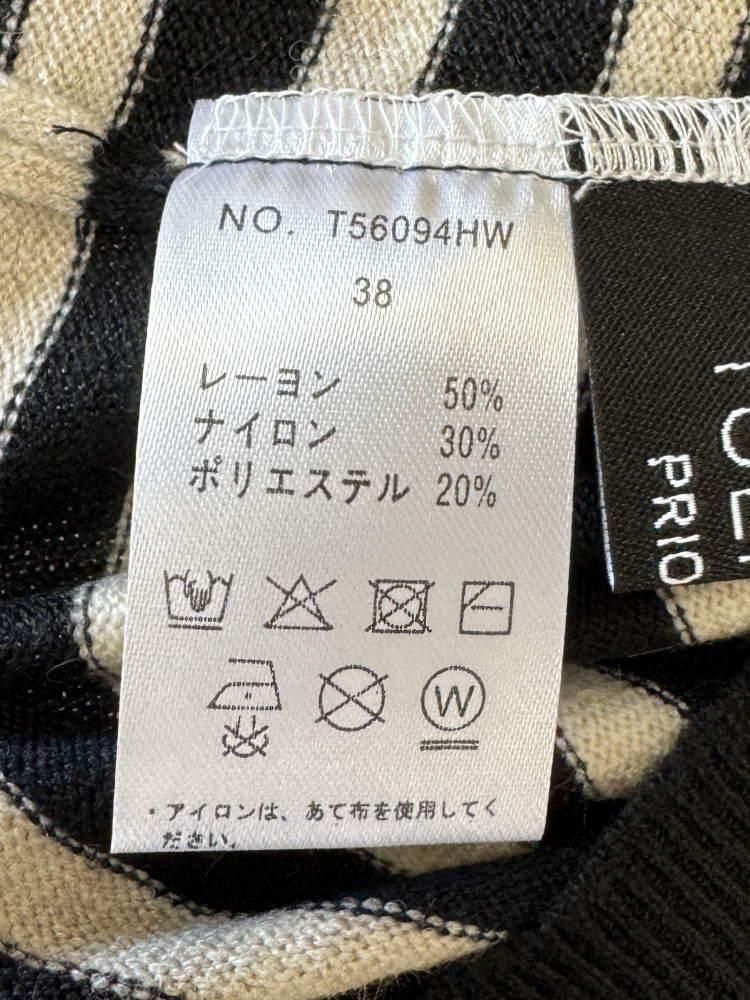 NO. T56094HW
38
レーヨン 50%
ナイロン 30%
ポリエステル 20%
W
・アイロンは、あて布を使用してく
ださい。
PRIO